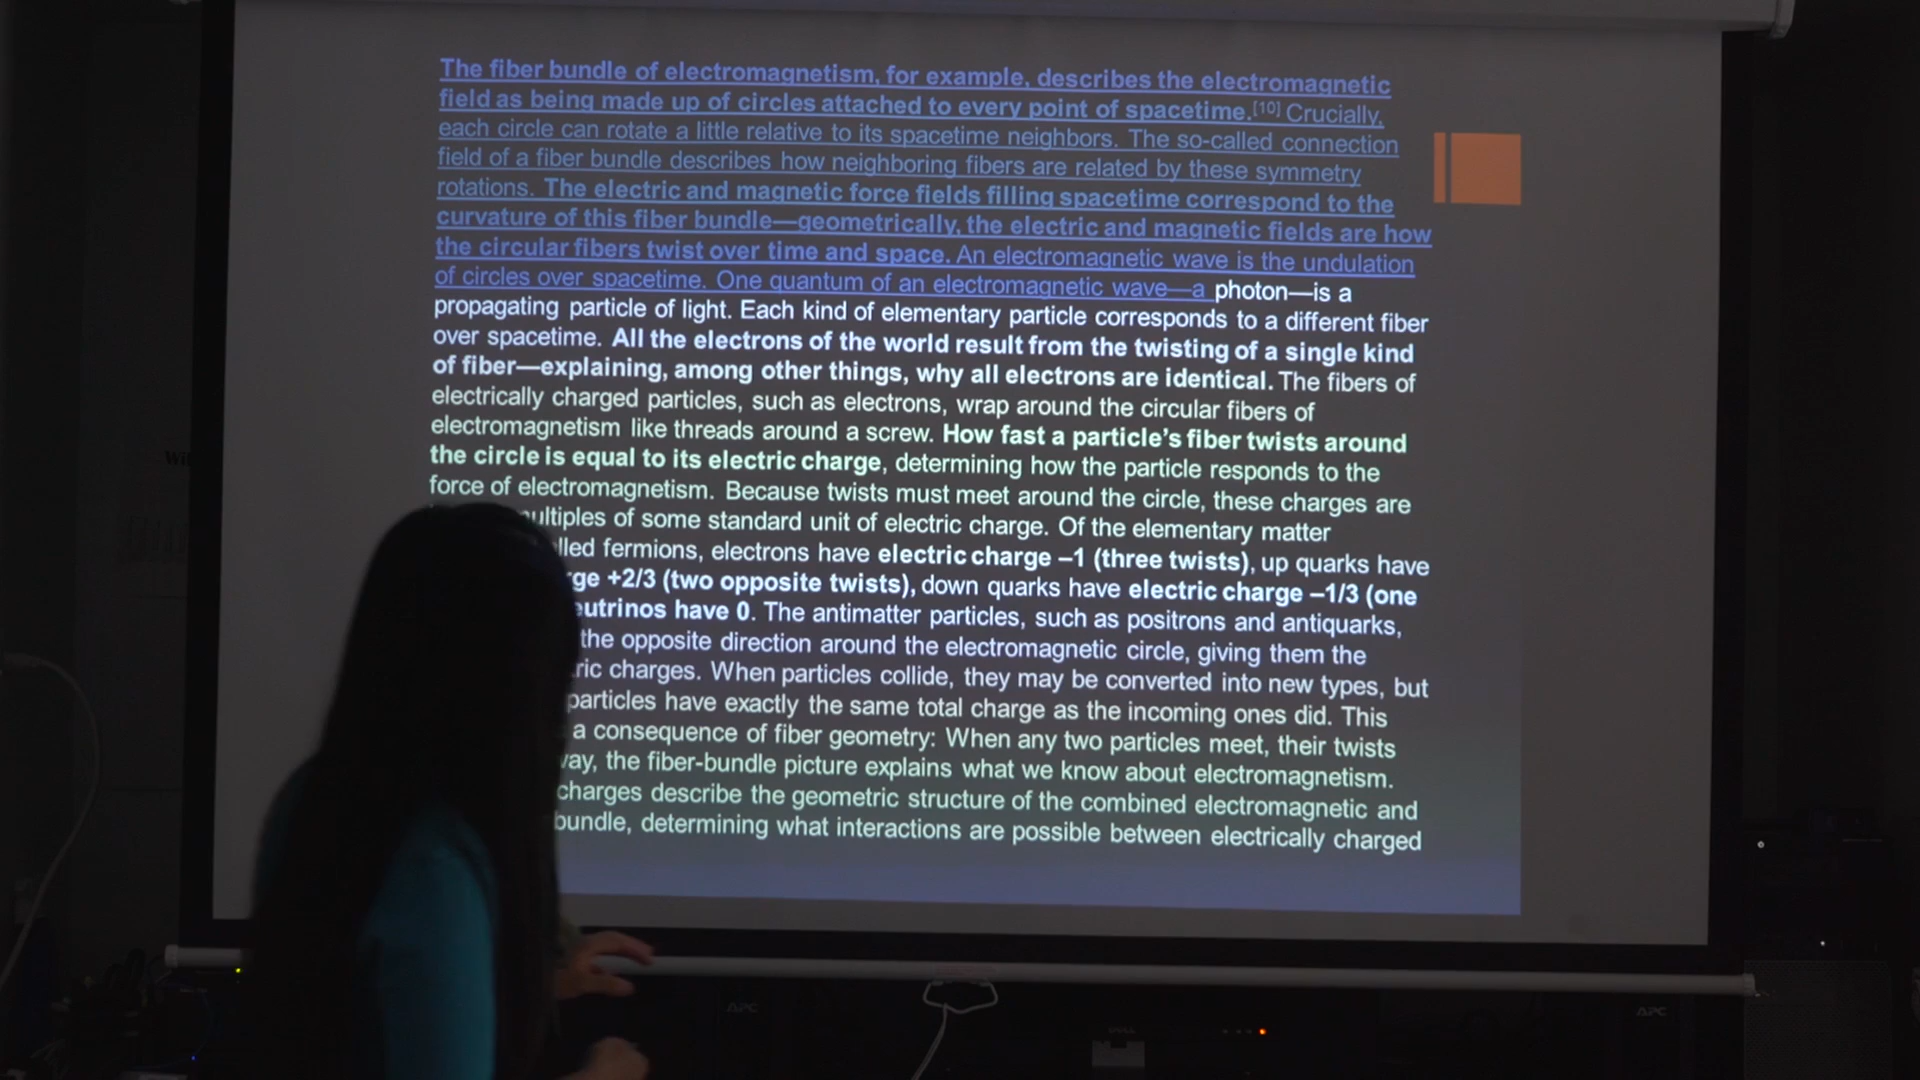 The fiber bundle of electromagnetism, for example, describes the electromagnetic
field as being made up of circles attached to every point of spacetime.[10] Crucially,
each circle can rotate a little relative to its spacetime neighbors. The so-called connection
field of a fiber bundle describes how neighboring fibers are related by these symmetry
rotations. The electric and magnetic force fields filling spacetime correspond to the
curvature of this fiber bundle—geometrically, the electric and magnetic fields are how
the circular fibers twist over time and space. An electromagnetic wave is the undulation
of circles over spacetime. One quantum of an electromagnetic wave—a photon—is a
propagating particle of light. Each kind of elementary particle corresponds to a different fiber
over spacetime. All the electrons of the world result from the twisting of a single kind
of fiber—explaining, among other things, why all electrons are identical. The fibers of
electrically charged particles, such as electrons, wrap around the circular fibers of
electromagnetism like threads around a screw. How fast a particle's fiber twists around
the circle is equal to its electric charge, determining how the particle responds to the
force of electromagnetism. Because twists must meet around the circle, these charges are
of some standard unit of electric charge. Of the elementary matter
fermions, electrons have electric charge –1 (three twists), up quarks have
+2/3 (two opposite twists), down quarks have electric charge –1/3 (one
have 0. The antimatter particles, such as positrons and antiquarks,
the opposite direction around the electromagnetic circle, giving them the
charges. When particles collide, they may be converted into new types, but
particles have exactly the same total charge as the incoming ones did. This
a consequence of fiber geometry: When any two particles meet, their twists
the fiber-bundle picture explains what we know about electromagnetism.
charges describe the geometric structure of the combined electromagnetic and
bundle, determining what interactions are possible between electrically charged
APC
DELL
APC